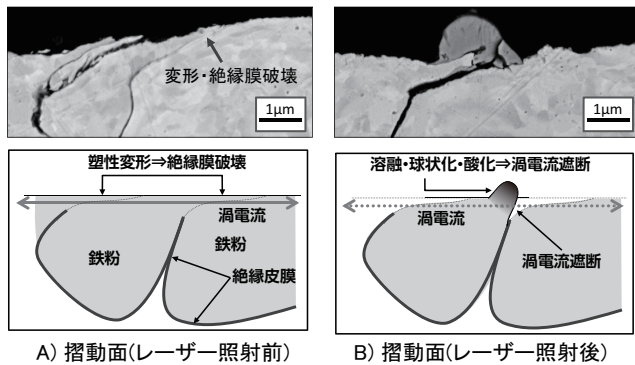 変形・絶縁膜破壊
1μm
1μm
塑性変形⇒絶縁膜破壊
渦電流
鉄粉
鉄粉
絶縁皮膜
溶融・球状化・酸化⇒渦電流遮断
渦電流
渦電流遮断
A) 摺動面(レーザー照射前)
B) 摺動面(レーザー照射後)